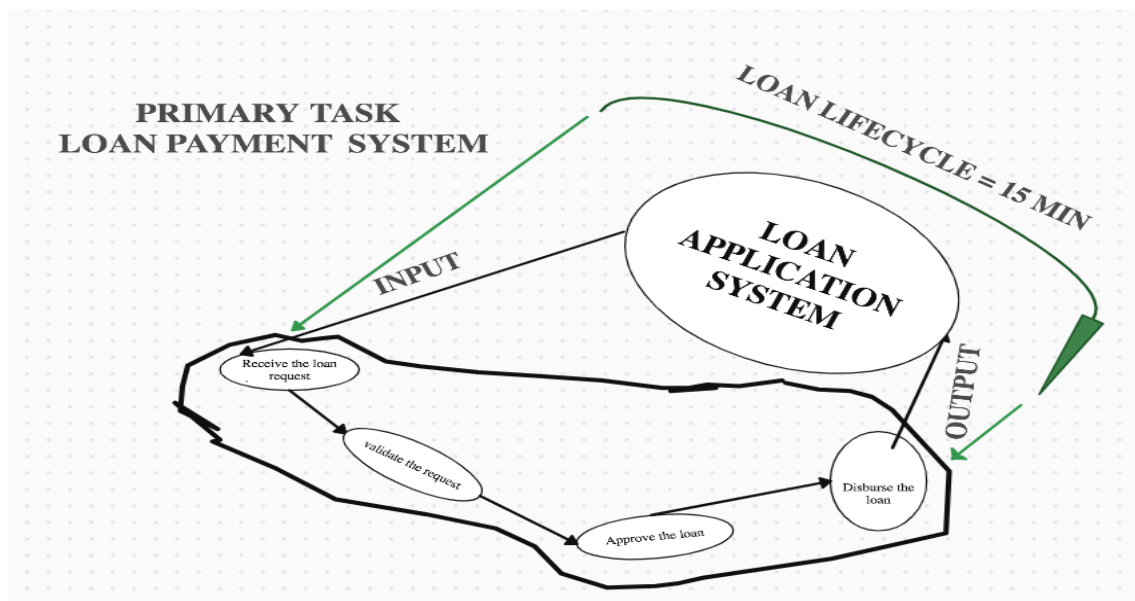 PRIMARY TASK
LOAN PAYMENT SYSTEM
LOAN LIFECYCLE = 15 MIN
LOAN
APPLICATION
SYSTEM
INPUT
Receive the loan
request
validate the request
Approve the loan
Disburse the
loan
OUTPUT